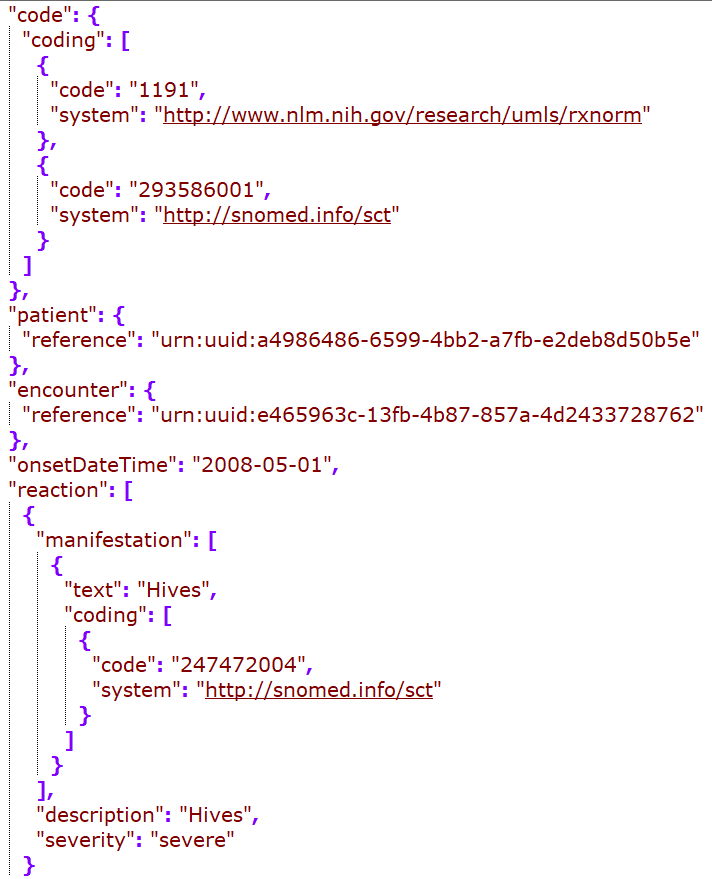 "code": {
"coding": [
{
"code": "1191",
"system": "http://www.nlm.nih.gov/research/umls/rxnorm"
},
{
"code": "293586001",
"system": "http://snomed.info/sct"
}
]
},
"patient": {
"reference": "urn:uuid:a4986486-6599-4bb2-a7fb-e2deb8d50b5e"
},
"encounter": {
"reference": "urn:uuid:e465963c-13fb-4b87-857a-4d2433728762"
},
"onsetDateTime": "2008-05-01",
"reaction": [
{
"manifestation": [
{
"text": "Hives",
"coding": [
{
"code": "247472004",
"system": "http://snomed.info/sct"
}
]
}
],
"description": "Hives",
"severity": "severe"
}